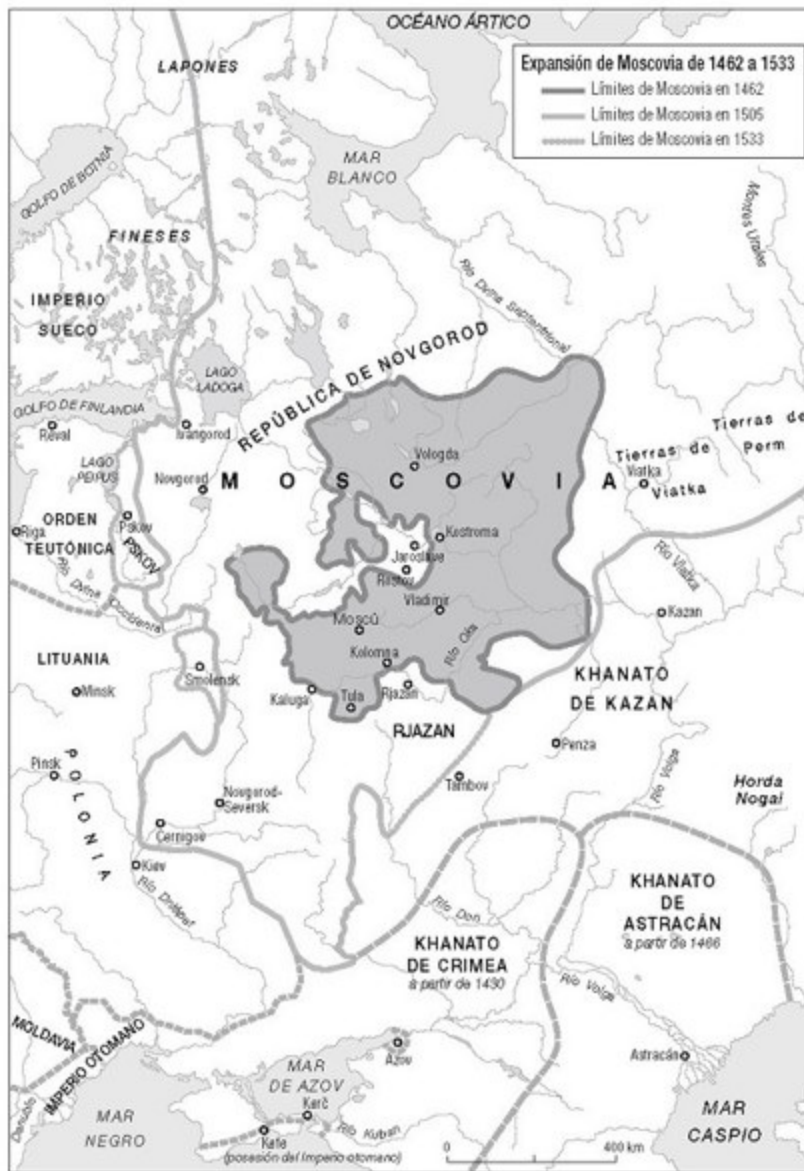 OCÉANO ÁRTICO
Expansión de Moscovia de 1462 a 1533
Límites de Moscovia en 1462
Límites de Moscovia en 1505
Límites de Moscovia en 1533
LAPONES
MAR
BLANCO
GOLFO DE BOTNIA
Montes Urales
FINESES
Río Dvina Septentrional
IMPERIO
SUECO
LAGO
LADOGA
REPÚBLICA DE NOVGOROD
GOLFO DE FINLANDIA
Reval
Ivangorod
Tierras de
Perm
Tierras de
Viatka
Viatka
LAGO
PEIPUS
Novgorod
Vologda
MOSCOVIA
Riga
ORDEN
TEUTÓNICA
Pskov
PSKOV
Kostroma
Jaroslave
Rostov
Río Viatka
Río Dvina Occidental
Vladimir
Kazan
Moscú
LITUANIA
Smolensk
Kolomna
Río Oka
Minsk
Kaluga
Tula
Rjazan
KHANATO
DE KAZAN
RJAZAN
Penza
POLONIA
Pinsk
Tambov
Río Volga
Horda
Nogai
Novgorod-
Seversk
Cernigov
Kiev
Río Dniéper
KHANATO
DE
ASTRACÁN
a partir de 1466
Río Don
KHANATO
DE CRIMEA
a partir de 1430
Río Volga
MOLDAVIA
IMPERIO OTOMANO
Azov
Astracán
MAR
DE AZOV
Danubio
Kerč
MAR
NEGRO
Kafa
Río Kuban
(posesión del Imperio otomano)
MAR
CASPIO
0 400 km